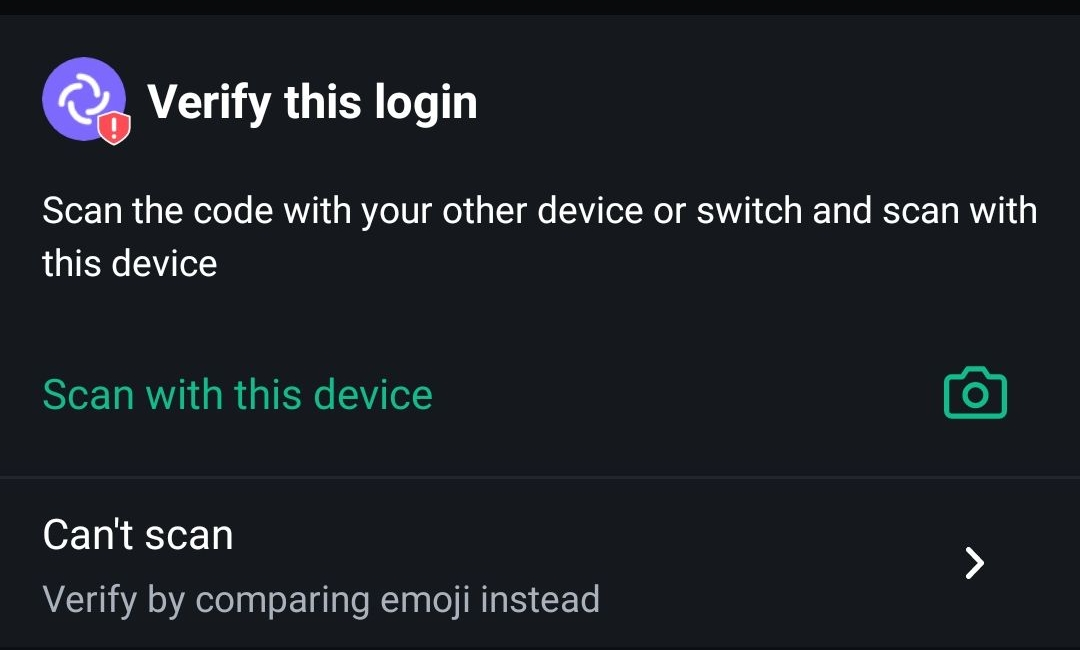 Verify this login
Scan the code with your other device or switch and scan with
this device
Scan with this device
Can't scan
Verify by comparing emoji instead